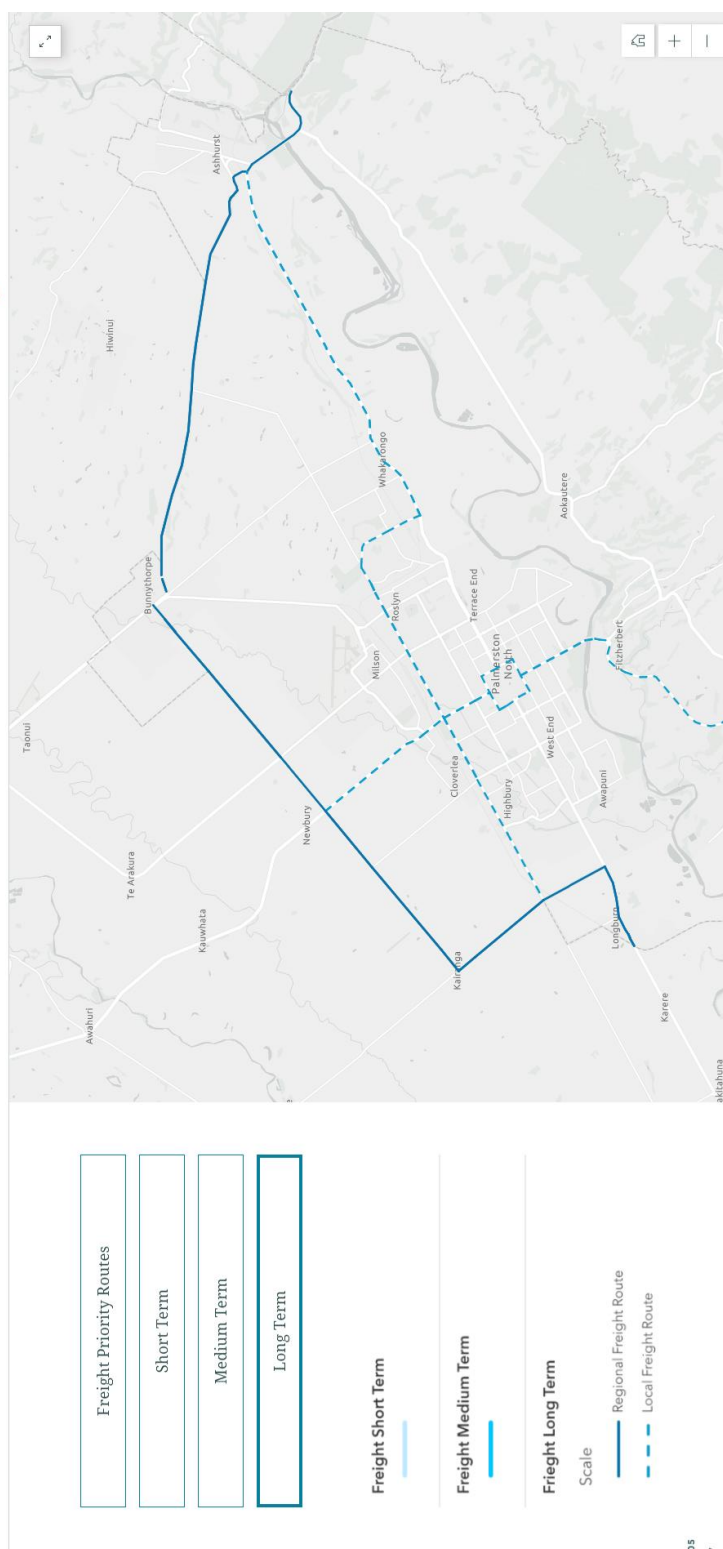 Freight Priority Routes
Short Term
Medium Term
Long Term
Freight Short Term
Freight Medium Term
Frieght Long Term
Scale
Regional Freight Route
Local Freight Route
Awahuri
Kauwhata
Te Arakura
Taonui
Newbury
Bunnythorpe
Hiwinui
Ashhurst
Kairanga
Cloverlea
Milson
Roslyn
Whakarongo
Highbury
West End
Palmerston
North
Terrace End
Aokautere
Karere
Longburn
Awapuni
Fitzherbert
akitahuna